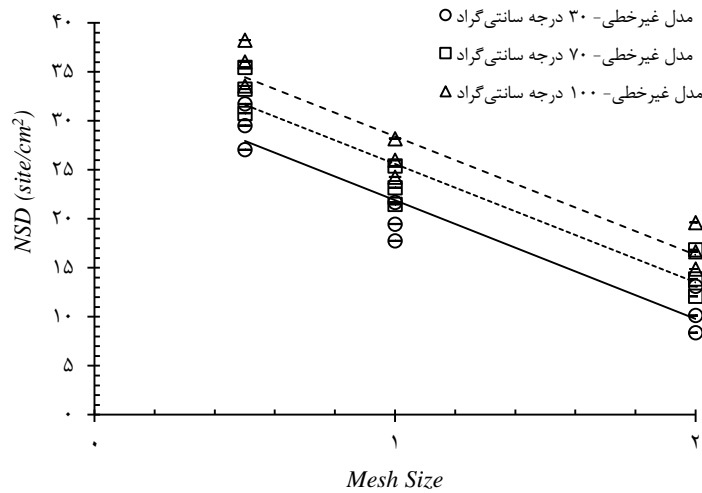 مدل غیرخطی- ۳۰ درجه سانتی‌گراد
مدل غیرخطی- ۷۰ درجه سانتی‌گراد
مدل غیرخطی- ۱۰۰ درجه سانتی‌گراد
۴۰
۳۵
۳۰
۲۵
۲۰
۱۵
۱۰
۵
۰
NSD (site/cm²)
۰
۱
۲
Mesh Size